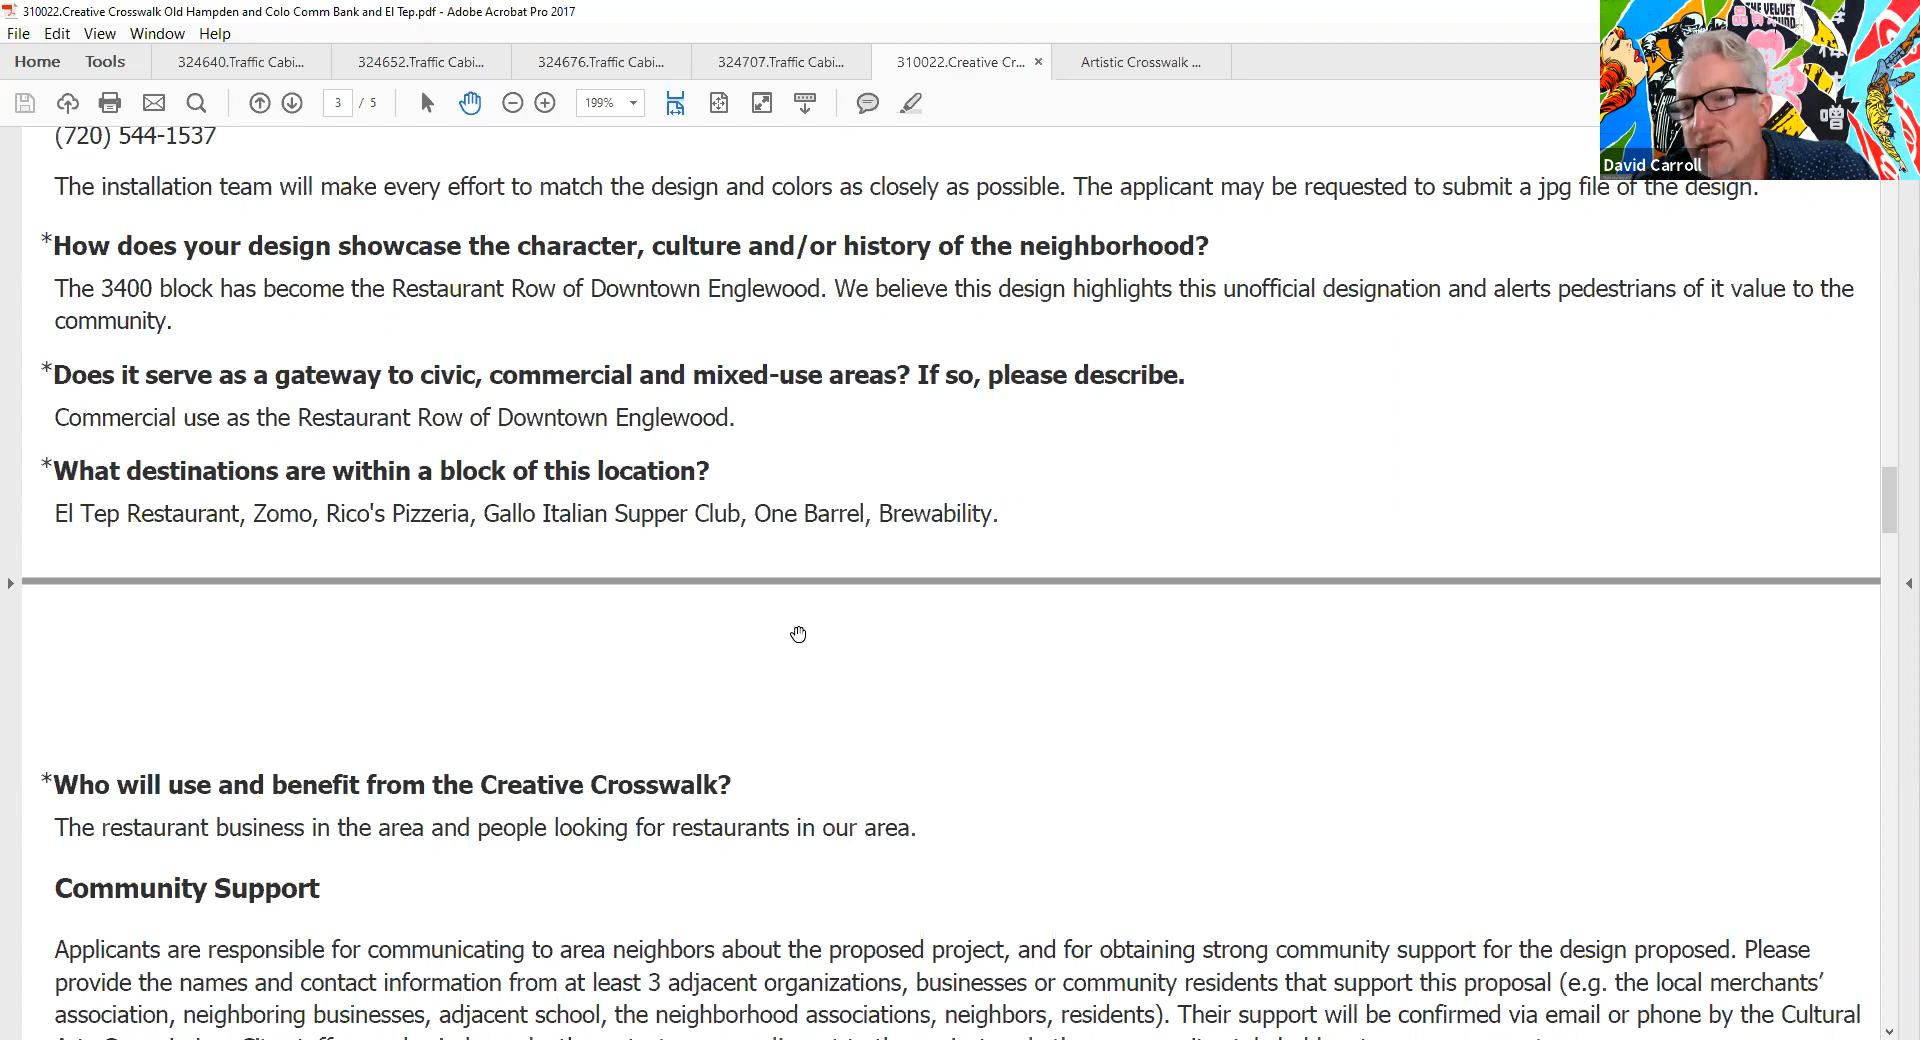 310022.Creative Crosswalk Old Hampden and Colo Comm Bank and El Tep.pdf - Adobe Acrobat Pro 2017
File Edit View Window Help
Home Tools 324640.Traffic Cabi... 324652.Traffic Cabi... 324676.Traffic Cabi... 324707.Traffic Cabi... 310022.Creative Cr... × Artistic Crosswalk ...
3 / 5 199%
THE VELVET
David Carroll
(720) 544-1537
The installation team will make every effort to match the design and colors as closely as possible. The applicant may be requested to submit a jpg file of the design.
*How does your design showcase the character, culture and/or history of the neighborhood?
The 3400 block has become the Restaurant Row of Downtown Englewood. We believe this design highlights this unofficial designation and alerts pedestrians of it value to the
community.
*Does it serve as a gateway to civic, commercial and mixed-use areas? If so, please describe.
Commercial use as the Restaurant Row of Downtown Englewood.
*What destinations are within a block of this location?
El Tep Restaurant, Zomo, Rico's Pizzeria, Gallo Italian Supper Club, One Barrel, Brewability.
*Who will use and benefit from the Creative Crosswalk?
The restaurant business in the area and people looking for restaurants in our area.
Community Support
Applicants are responsible for communicating to area neighbors about the proposed project, and for obtaining strong community support for the design proposed. Please
provide the names and contact information from at least 3 adjacent organizations, businesses or community residents that support this proposal (e.g. the local merchants'
association, neighboring businesses, adjacent school, the neighborhood associations, neighbors, residents). Their support will be confirmed via email or phone by the Cultural